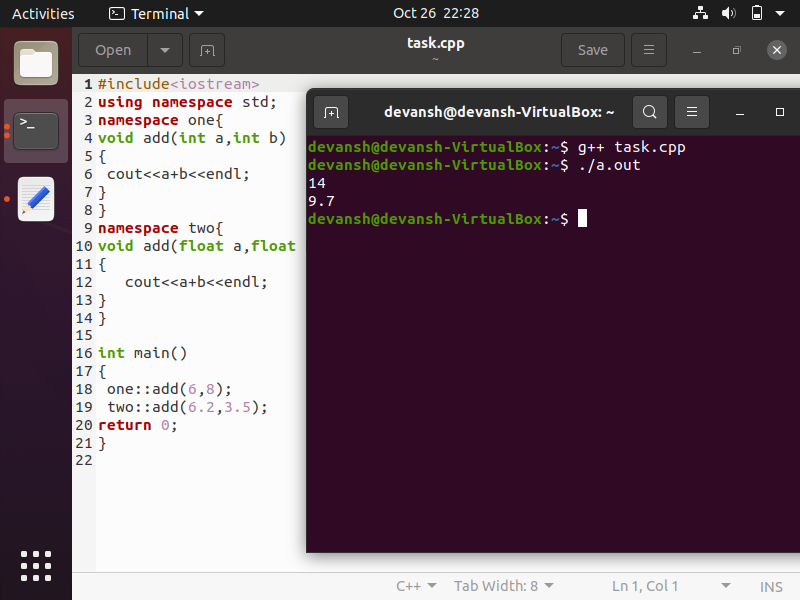 Activities Terminal Oct 26 22:28
Open task.cpp Save
~
1 #include<iostream>
2 using namespace std;
3 namespace one{
4 void add(int a,int b)
5 {
6 cout<<a+b<<endl;
7 }
8 }
9 namespace two{
10 void add(float a,float
11 {
12 cout<<a+b<<endl;
13 }
14 }
15
16 int main()
17 {
18 one::add(6,8);
19 two::add(6.2,3.5);
20 return 0;
21 }
22
devansh@devansh-VirtualBox: ~
devansh@devansh-VirtualBox:~$ g++ task.cpp
devansh@devansh-VirtualBox:~$ ./a.out
14
9.7
devansh@devansh-VirtualBox:~$
C++ Tab Width: 8 Ln 1, Col 1 INS